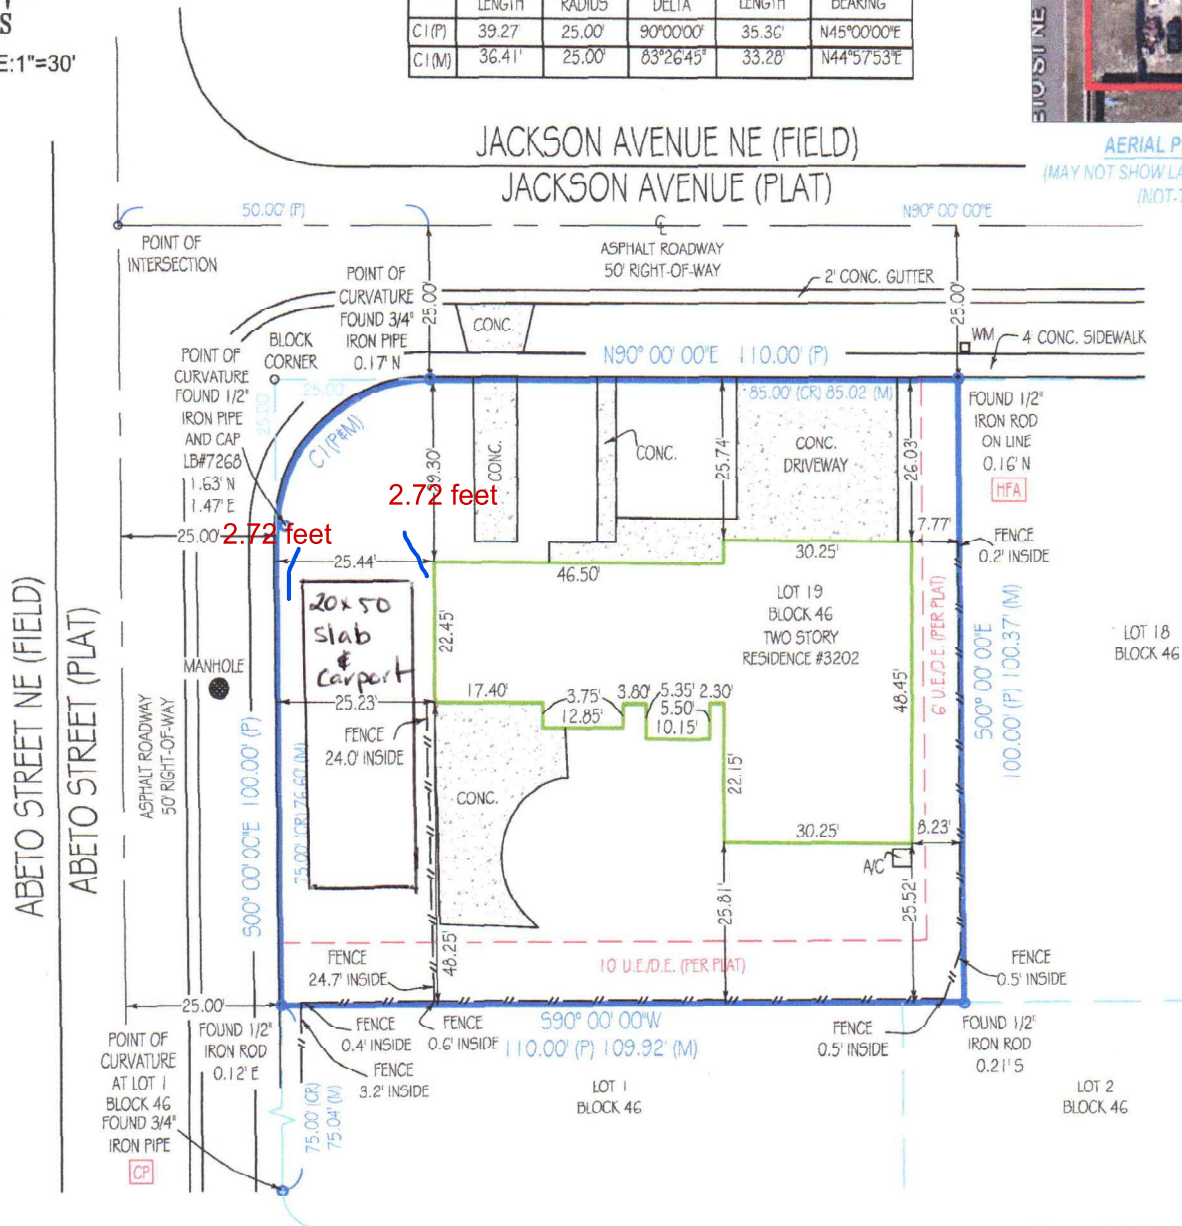 S
E:1"=30'
LENGTH RADIUS DELTA LENGTH BEARING
C1(P) 39.27' 25.00' 90°00'00" 35.36' N45°00'00"E
C1(M) 36.41' 25.00' 83°26'45" 33.28' N44°57'53"E
JACKSON AVENUE NE (FIELD)
JACKSON AVENUE (PLAT)
AERIAL P
(MAY NOT SHOW LA
(NOT-T
50.00' (P)
N90° 00' 00"E
POINT OF
INTERSECTION
ASPHALT ROADWAY
50' RIGHT-OF-WAY
2' CONC. GUTTER
25.00'
25.00'
POINT OF
CURVATURE
FOUND 3/4"
IRON PIPE
0.17' N
CONC.
WM
4 CONC. SIDEWALK
BLOCK
CORNER
N90° 00' 00"E 110.00' (P)
POINT OF
CURVATURE
FOUND 1/2"
IRON PIPE
AND CAP
LB#7268
1.63' N
1.47' E
25.00'
25.00
C1 (P&M)
85.00' (CR) 85.02 (M)
FOUND 1/2"
IRON ROD
ON LINE
0.16' N
HFA
CONC.
CONC.
25.74'
CONC.
DRIVEWAY
26.03'
2.72 feet
2.72 feet
25.00'
25.44'
46.50'
30.25'
7.77'
FENCE
0.2' INSIDE
20x50
slab
&
carport
22.45'
LOT 19
BLOCK 46
TWO STORY
RESIDENCE #3202
6' U.E./D.E. (PER PLAT)
S00° 00' 00"E
100.00' (P) 100.37' (M)
LOT 18
BLOCK 46
ABETO STREET NE (FIELD)
ABETO STREET (PLAT)
MANHOLE
ASPHALT ROADWAY
50' RIGHT-OF-WAY
S00° 00' 00"E 100.00' (P)
75.00' (CR) 76.60' (M)
25.23'
17.40'
3.75'
12.85'
3.80'
5.35'
5.50'
10.15'
2.30'
48.45'
FENCE
24.0' INSIDE
CONC.
22.15'
30.25'
8.23'
A/C
25.81'
25.52'
48.25'
FENCE
24.7' INSIDE
10 U.E./D.E. (PER PLAT)
FENCE
0.5' INSIDE
25.00'
FOUND 1/2"
IRON ROD
0.12' E
FENCE
0.4' INSIDE
FENCE
0.6' INSIDE
S90° 00' 00"W
110.00' (P) 109.92' (M)
FENCE
0.5' INSIDE
FOUND 1/2"
IRON ROD
0.21' S
POINT OF
CURVATURE
AT LOT 1
BLOCK 46
FOUND 3/4"
IRON PIPE
CP
FENCE
3.2' INSIDE
75.00' (CR)
75.04' (M)
LOT 1
BLOCK 46
LOT 2
BLOCK 46